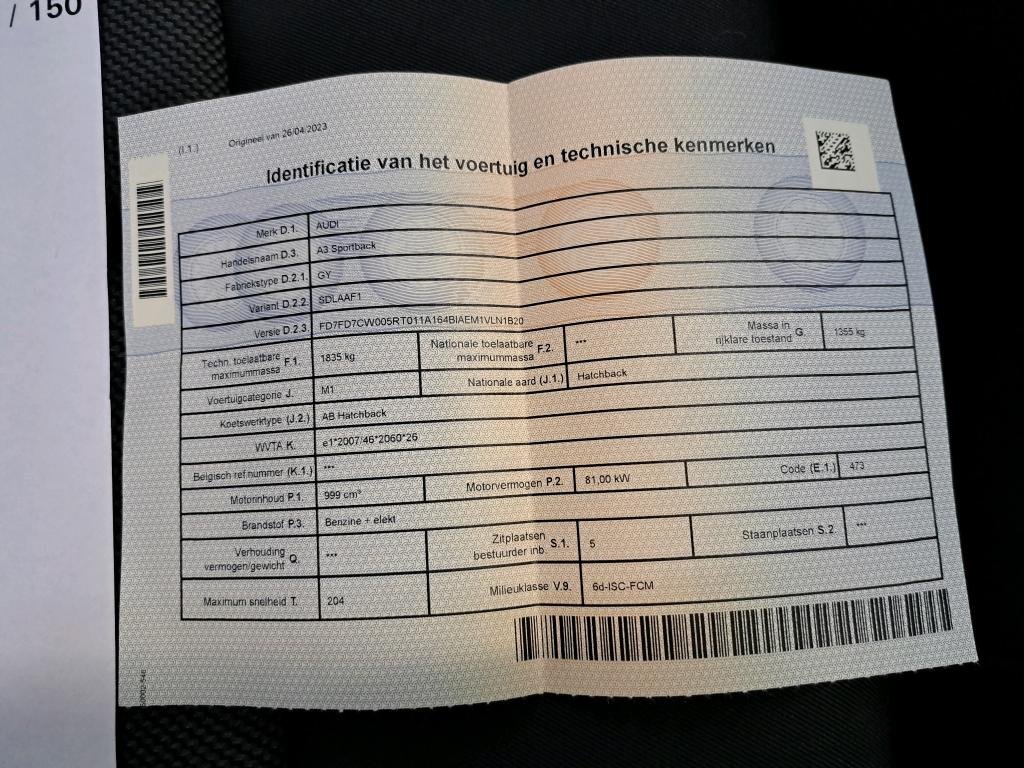 / 150
(I.1.) Origineel van 26/04/2023
Identificatie van het voertuig en technische kenmerken
Merk D.1. AUDI
Handelsnaam D.3. A3 Sportback
Fabriekstype D.2.1. GY
Variant D.2.2. SDLAAF1
Versie D.2.3. FD7FD7CW005RT011A164BIAEM1VLN1B20
Techn. toelaatbare maximummassa F.1. 1835 kg Nationale toelaatbare maximummassa F.2. *** Massa in rijklare toestand G. 1355 kg
Voertuigcategorie J. M1 Nationale aard (J.1.) Hatchback
Koetswerktype (J.2.) AB Hatchback
WVTA K. e1*2007/46*2060*26
Belgisch ref.nummer (K.1.) ***
Motorinhoud P.1. 999 cm³ Motorvermogen P.2. 81,00 kW Code (E.1.) 473
Brandstof P.3. Benzine + elekt
Verhouding vermogen/gewicht Q. *** Zitplaatsen bestuurder inb. S.1. 5 Staanplaatsen S.2. ***
Maximum snelheid T. 204 Milieuklasse V.9. 6d-ISC-FCM